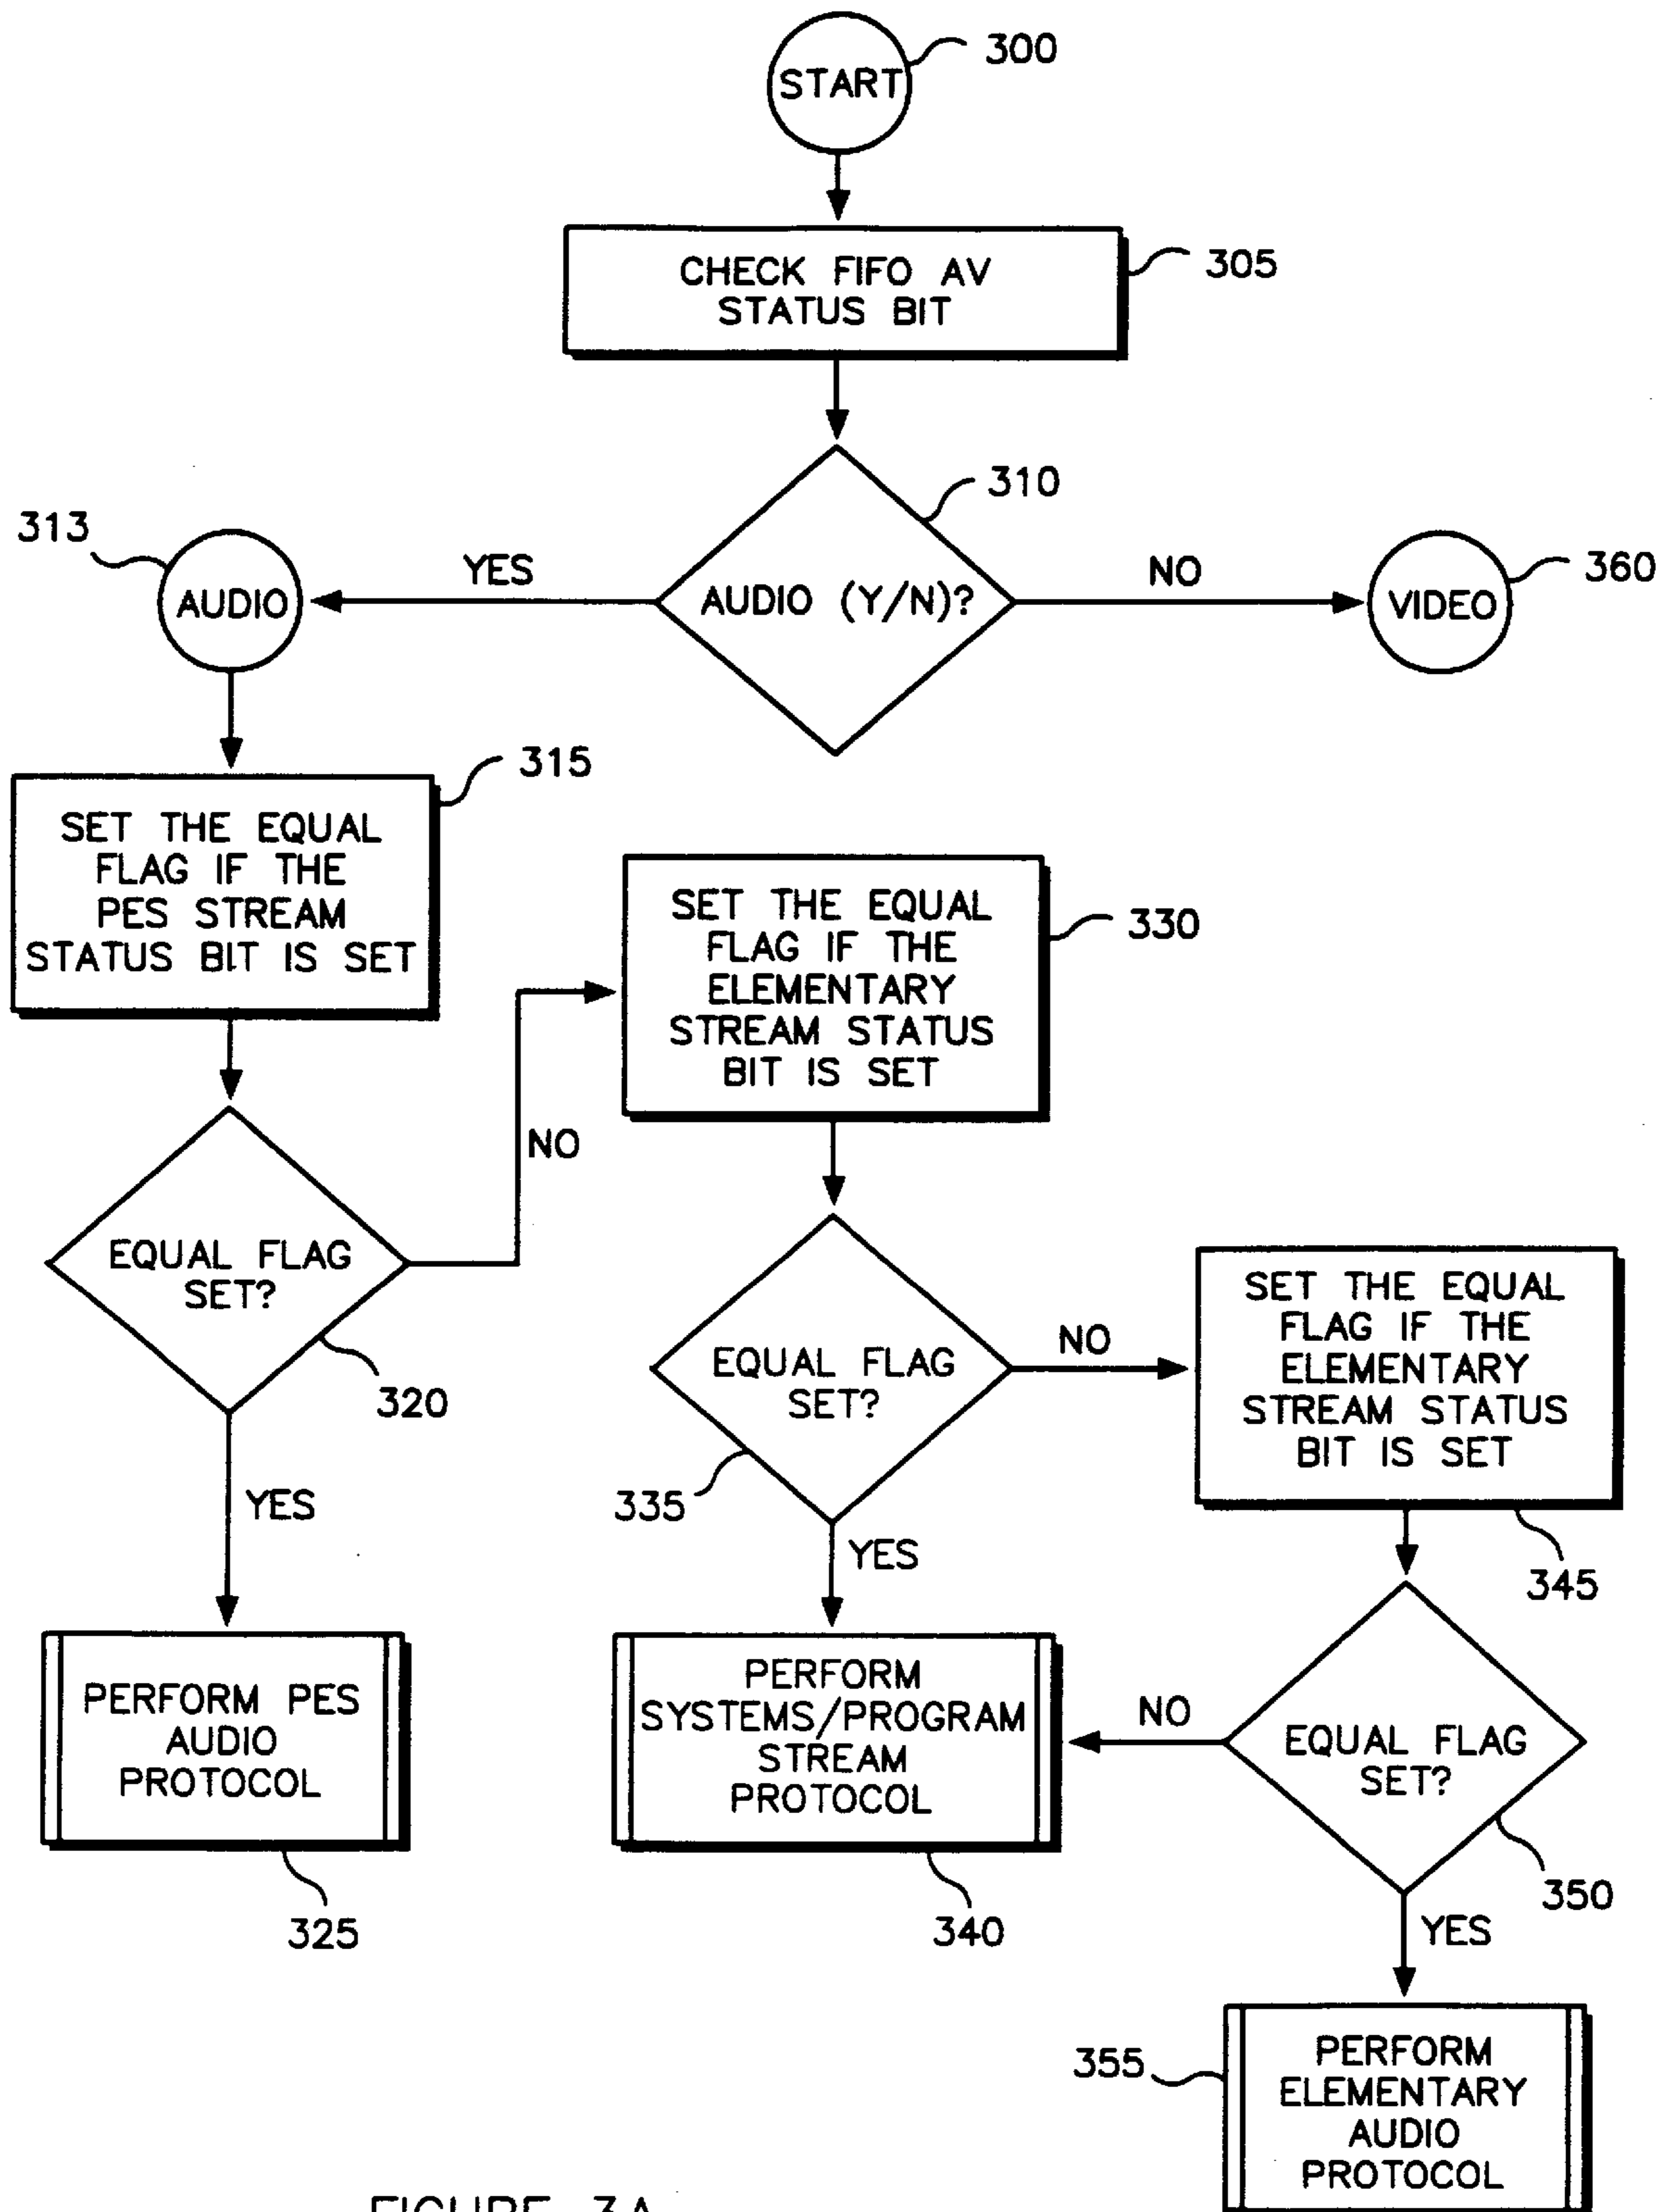 START
300
CHECK FIFO AV
STATUS BIT
305
310
AUDIO (Y/N)?
YES
NO
313
AUDIO
VIDEO
360
315
SET THE EQUAL
FLAG IF THE
PES STREAM
STATUS BIT IS SET
SET THE EQUAL
FLAG IF THE
ELEMENTARY
STREAM STATUS
BIT IS SET
330
NO
EQUAL FLAG
SET?
320
YES
EQUAL FLAG
SET?
335
NO
YES
SET THE EQUAL
FLAG IF THE
ELEMENTARY
STREAM STATUS
BIT IS SET
345
PERFORM PES
AUDIO
PROTOCOL
325
PERFORM
SYSTEMS/PROGRAM
STREAM
PROTOCOL
340
NO
EQUAL FLAG
SET?
350
YES
355
PERFORM
ELEMENTARY
AUDIO
PROTOCOL
FIGURE 3A